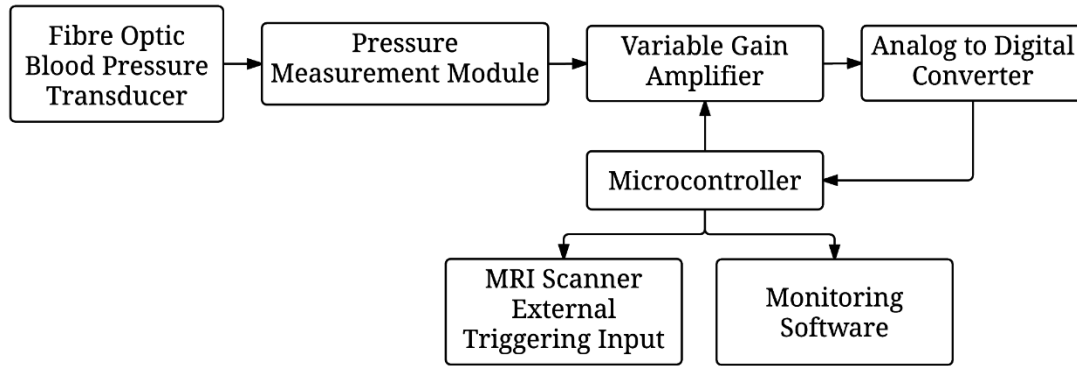 Fibre Optic
Blood Pressure
Transducer
Pressure
Measurement Module
Variable Gain
Amplifier
Analog to Digital
Converter
Microcontroller
MRI Scanner
External
Triggering Input
Monitoring
Software